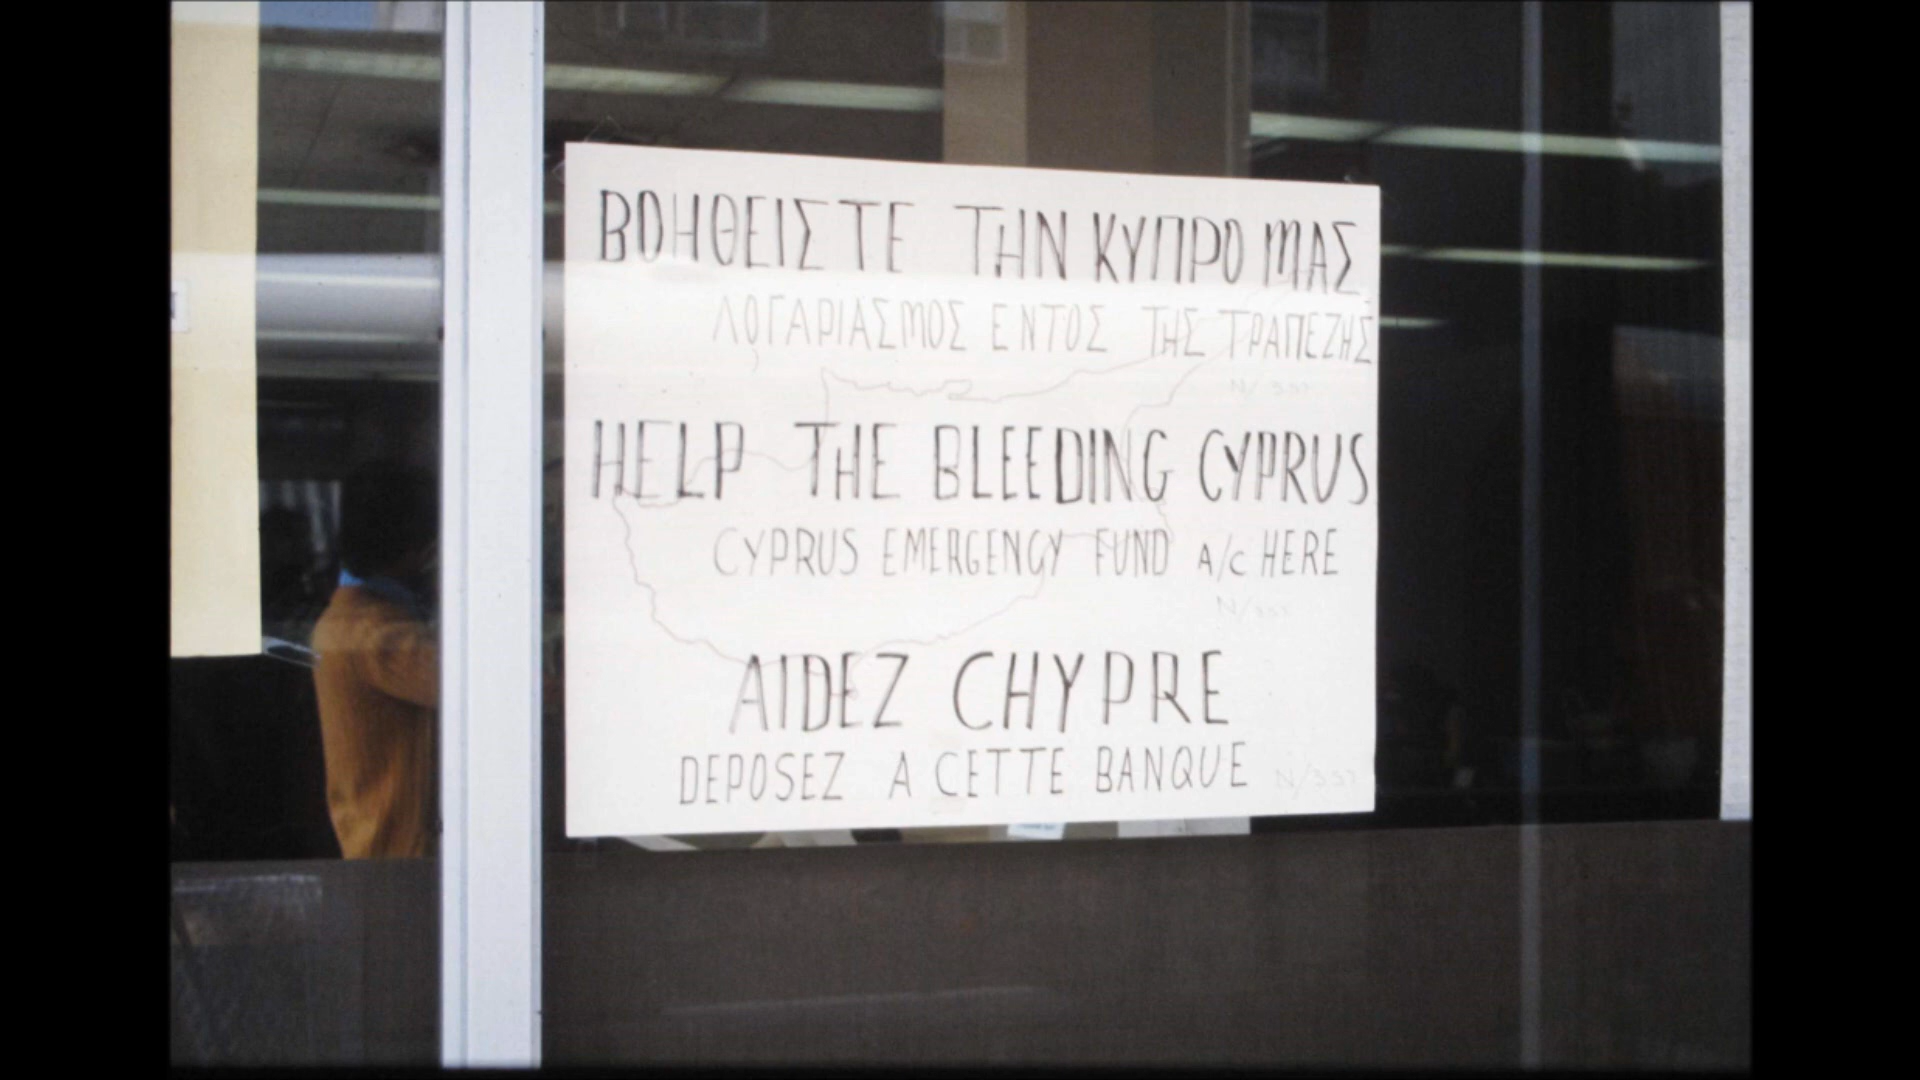 ΒΟΗΘΕΙΣΤΕ ΤΗΝ ΚΥΠΡΟ ΜΑΣ
ΛΟΓΑΡΙΑΣΜΟΣ ΕΝΤΟΣ ΤΗΣ ΤΡΑΠΕΖΗΣ
HELP THE BLEEDING CYPRUS
CYPRUS EMERGENCY FUND A/C HERE
AIDEZ CHYPRE
DEPOSEZ A CETTE BANQUE